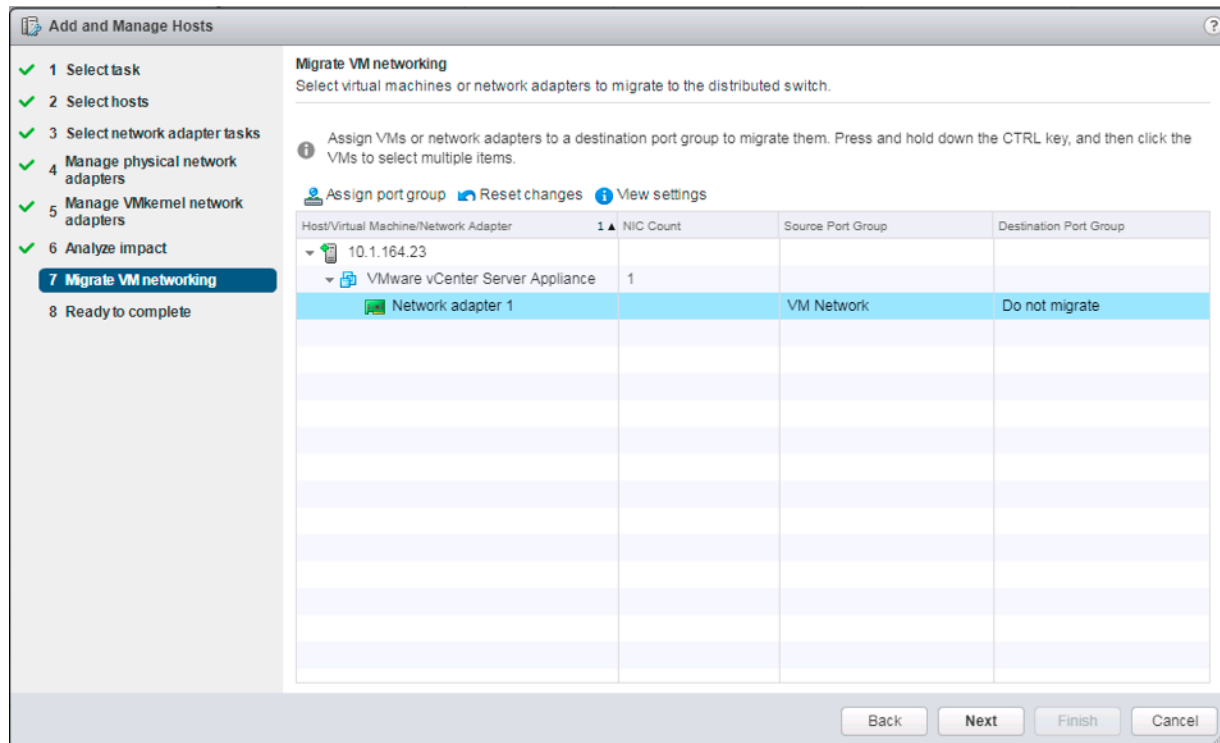 Add and Manage Hosts
?
1 Select task
2 Select hosts
3 Select network adapter tasks
4 Manage physical network
adapters
5 Manage VMkernel network
adapters
6 Analyze impact
7 Migrate VM networking
8 Ready to complete
Migrate VM networking
Select virtual machines or network adapters to migrate to the distributed switch.
Assign VMs or network adapters to a destination port group to migrate them. Press and hold down the CTRL key, and then click the
VMs to select multiple items.
Assign port group Reset changes View settings
Host/Virtual Machine/Network Adapter 1 ▲ NIC Count Source Port Group Destination Port Group
10.1.164.23
VMware vCenter Server Appliance 1
Network adapter 1 VM Network Do not migrate
Back Next Finish Cancel